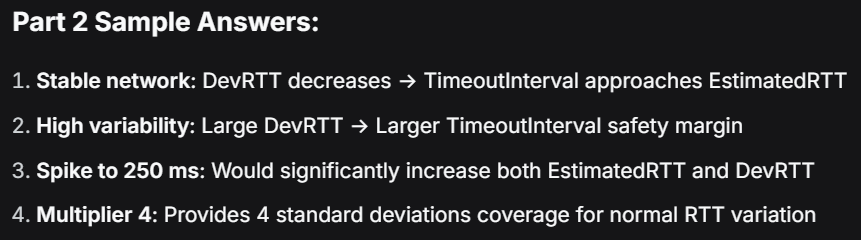 Part 2 Sample Answers:
1. Stable network: DevRTT decreases → TimeoutInterval approaches EstimatedRTT
2. High variability: Large DevRTT → Larger TimeoutInterval safety margin
3. Spike to 250 ms: Would significantly increase both EstimatedRTT and DevRTT
4. Multiplier 4: Provides 4 standard deviations coverage for normal RTT variation